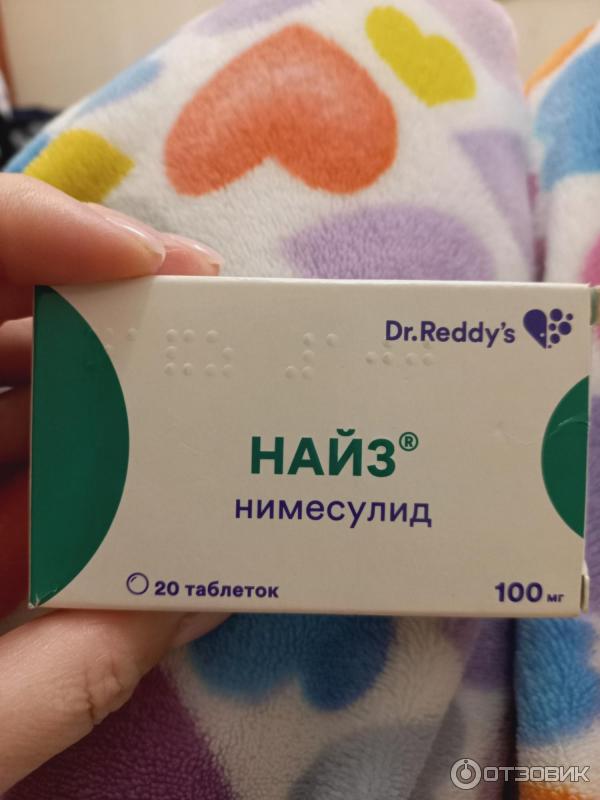 Dr.Reddy's
НАЙЗ®
нимесулид
20 таблеток
100 мг
ОТЗОВИК